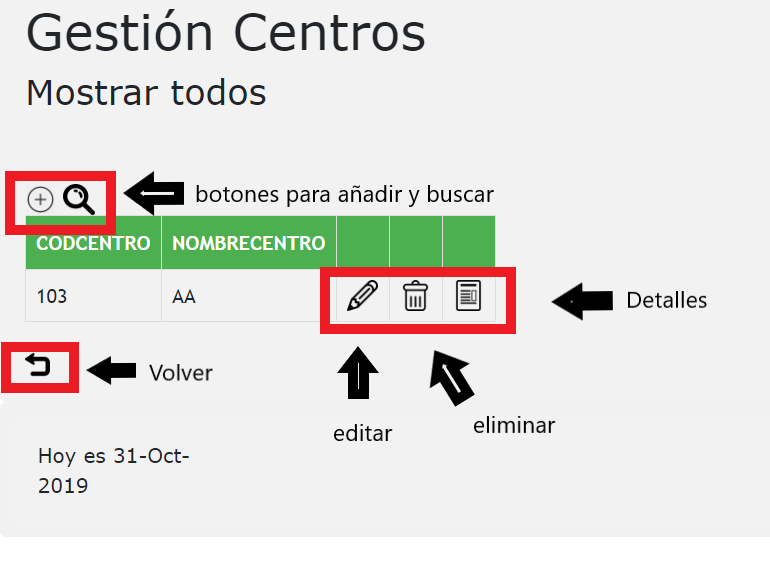 Gestión Centros
Mostrar todos
botones para añadir y buscar
CODCENTRO NOMBRECENTRO
103 AA
Detalles
Volver
editar
eliminar
Hoy es 31-Oct-
2019